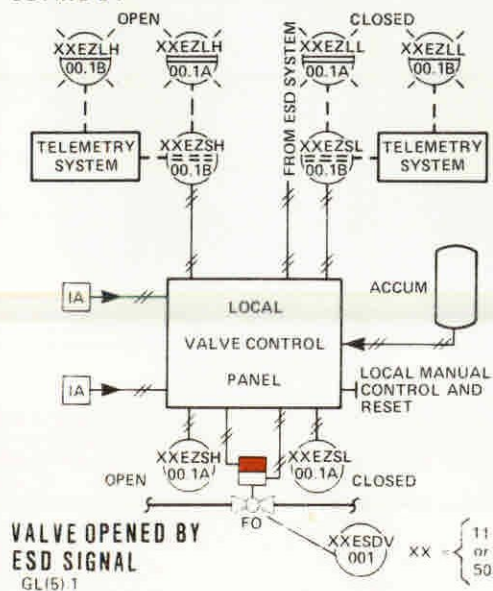 OPEN
CLOSED
XXEZLH
00.1B
XXEZLH
00.1A
XXEZLL
00.1A
XXEZLL
00.1B
FROM ESD SYSTEM
TELEMETRY
SYSTEM
XXEZSH
00.1B
XXEZSL
00.1B
TELEMETRY
SYSTEM
IA
LOCAL
VALVE CONTROL
PANEL
ACCUM
IA
LOCAL MANUAL
CONTROL AND
RESET
XXEZSH
00.1A
XXEZSL
00.1A
OPEN
CLOSED
FO
VALVE OPENED BY
ESD SIGNAL
GL(5) 1
XXESDV
001
XX =
11
or
50